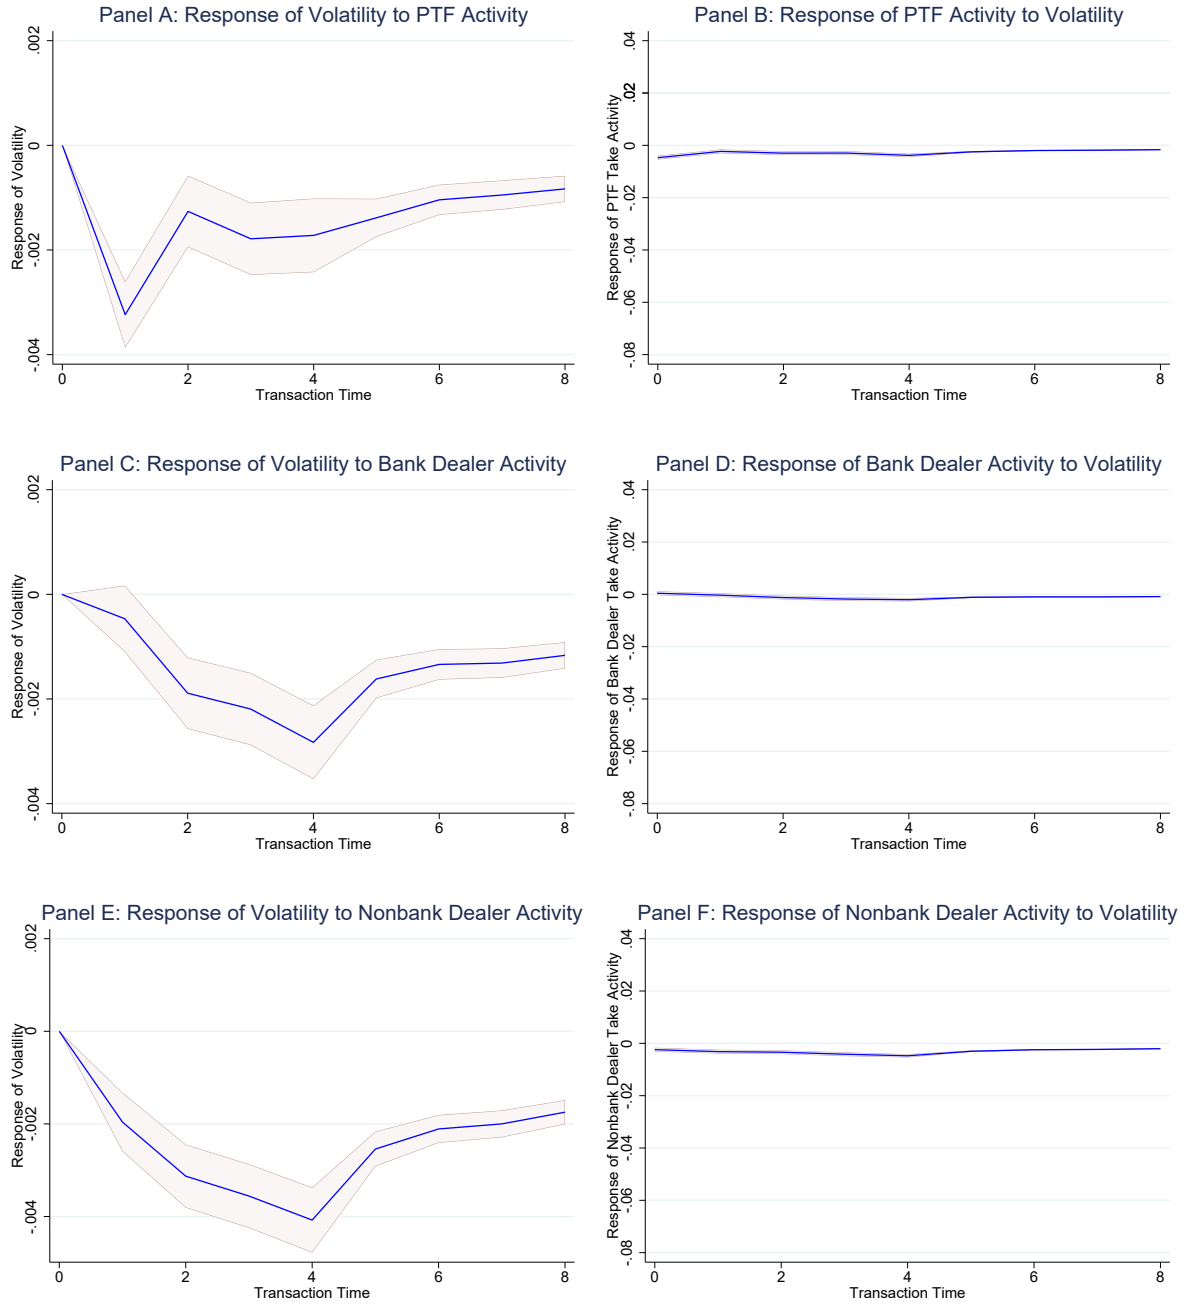 Panel A: Response of Volatility to PTF Activity
Response of Volatility
.002
0
-.002
-.004
0 2 4 6 8
Transaction Time
Panel B: Response of PTF Activity to Volatility
Response of PTF Take Activity
.04
.02
0
-.02
-.04
-.06
-.08
0 2 4 6 8
Transaction Time
Panel C: Response of Volatility to Bank Dealer Activity
Response of Volatility
.002
0
-.002
-.004
0 2 4 6 8
Transaction Time
Panel D: Response of Bank Dealer Activity to Volatility
Response of Bank Dealer Take Activity
.04
.02
0
-.02
-.04
-.06
-.08
0 2 4 6 8
Transaction Time
Panel E: Response of Volatility to Nonbank Dealer Activity
Response of Volatility
.002
0
-.002
-.004
0 2 4 6 8
Transaction Time
Panel F: Response of Nonbank Dealer Activity to Volatility
Response of Nonbank Dealer Take Activity
.04
.02
0
-.02
-.04
-.06
-.08
0 2 4 6 8
Transaction Time